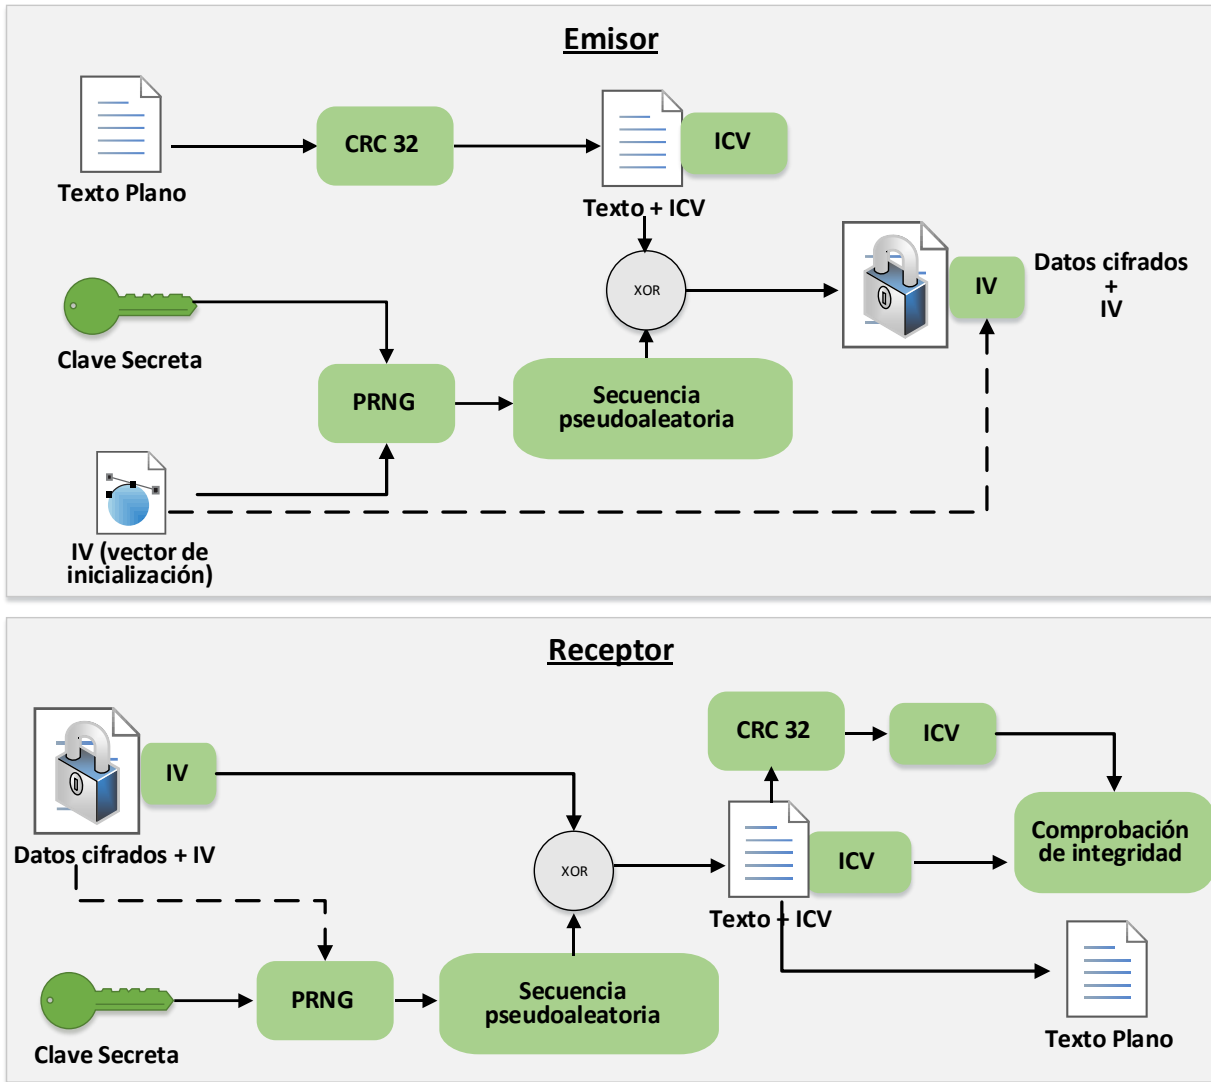 Emisor
Texto Plano
CRC 32
ICV
Texto + ICV
XOR
IV
Datos cifrados
+
IV
Clave Secreta
PRNG
Secuencia
pseudoaleatoria
IV (vector de
inicialización)
Receptor
IV
Datos cifrados + IV
XOR
CRC 32
ICV
ICV
Texto + ICV
Comprobación
de integridad
Clave Secreta
PRNG
Secuencia
pseudoaleatoria
Texto Plano